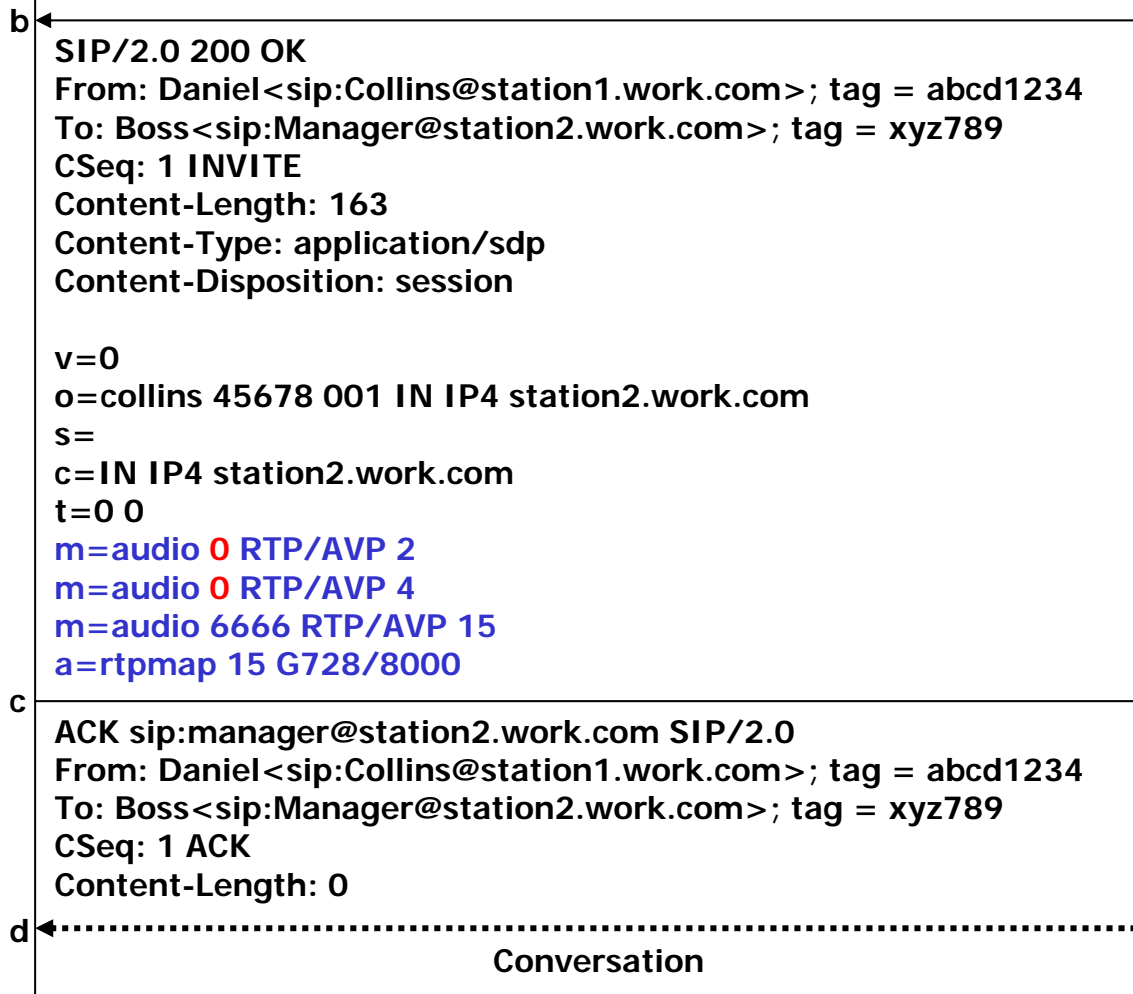 b
SIP/2.0 200 OK
From: Daniel<sip:Collins@station1.work.com>; tag = abcd1234
To: Boss<sip:Manager@station2.work.com>; tag = xyz789
CSeq: 1 INVITE
Content-Length: 163
Content-Type: application/sdp
Content-Disposition: session
v=0
o=collins 45678 001 IN IP4 station2.work.com
s=
c=IN IP4 station2.work.com
t=0 0
m=audio 0 RTP/AVP 2
m=audio 0 RTP/AVP 4
m=audio 6666 RTP/AVP 15
a=rtpmap 15 G728/8000
c
ACK sip:manager@station2.work.com SIP/2.0
From: Daniel<sip:Collins@station1.work.com>; tag = abcd1234
To: Boss<sip:Manager@station2.work.com>; tag = xyz789
CSeq: 1 ACK
Content-Length: 0
d
Conversation